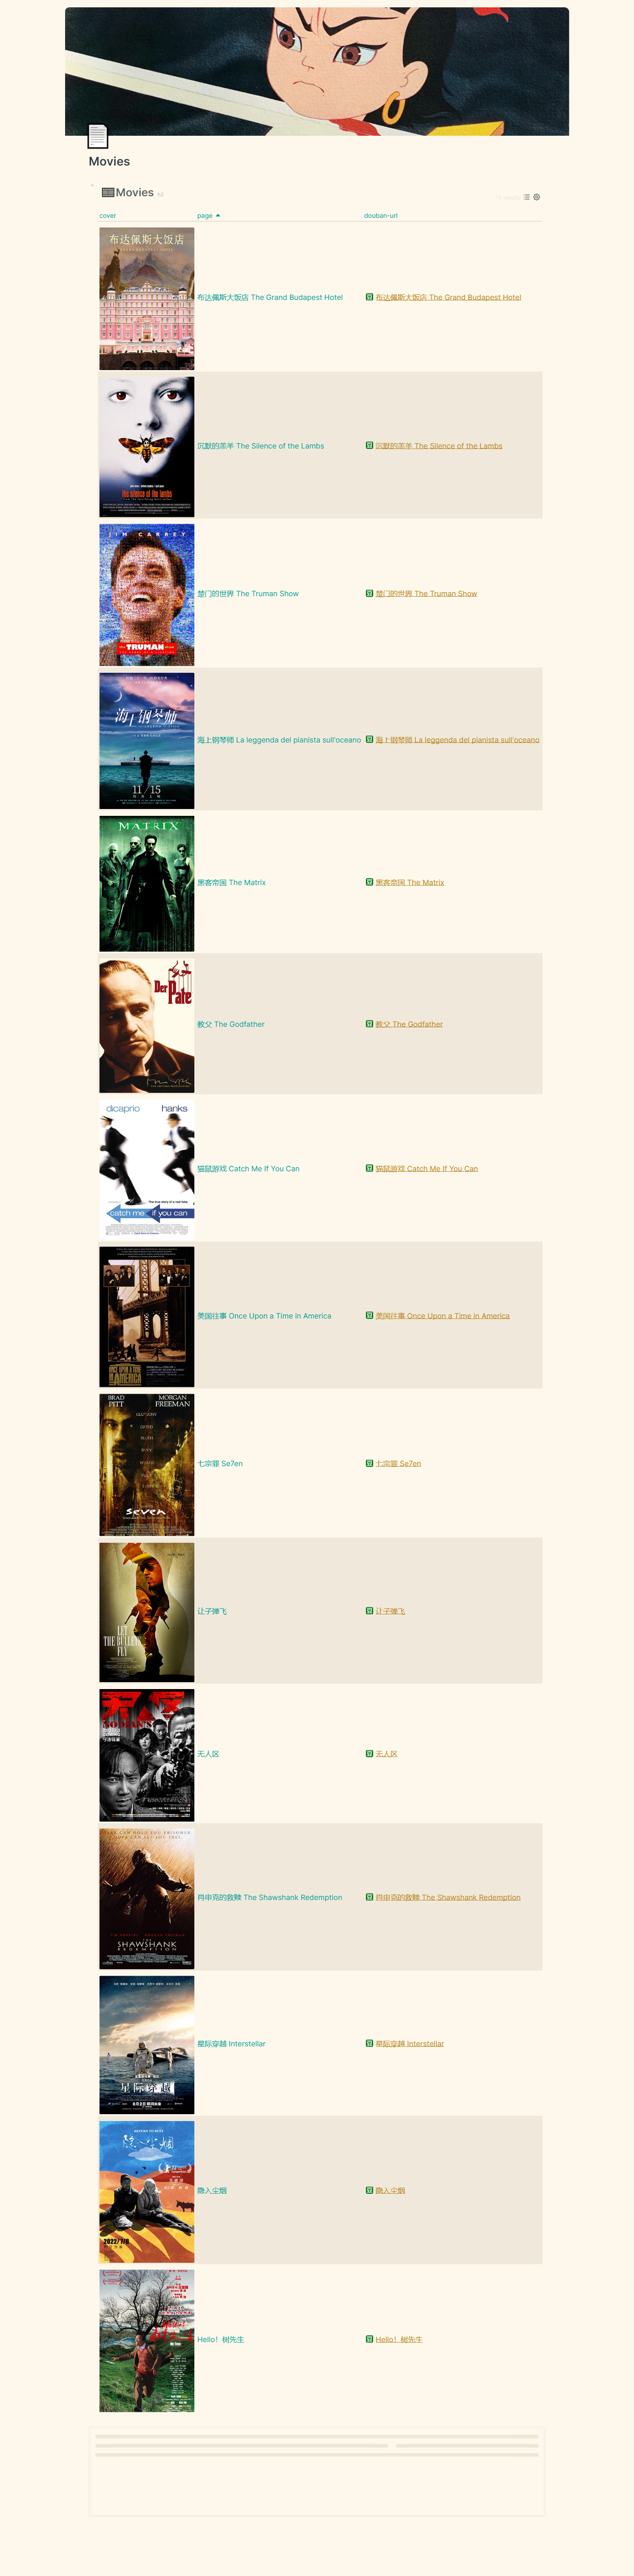 Movies
Movies
cover page douban-url
布达佩斯大饭店
布达佩斯大饭店 The Grand Budapest Hotel 布达佩斯大饭店 The Grand Budapest Hotel
the silence of the lambs
沉默的羔羊 The Silence of the Lambs 沉默的羔羊 The Silence of the Lambs
JIM CARREY
TRUMAN
楚门的世界 The Truman Show 楚门的世界 The Truman Show
海上钢琴师
11/15
海上钢琴师 La leggenda del pianista sull'oceano 海上钢琴师 La leggenda del pianista sull'oceano
MATRIX
黑客帝国 The Matrix 黑客帝国 The Matrix
Der Pate
教父 The Godfather 教父 The Godfather
dicaprio hanks
The true story of a real fake.
catch me if you can
猫鼠游戏 Catch Me If You Can 猫鼠游戏 Catch Me If You Can
美国往事 Once Upon a Time in America 美国往事 Once Upon a Time in America
BRAD PITT MORGAN FREEMAN
GLUTTONY
SEVEN
七宗罪 Se7en 七宗罪 Se7en
LET THE BULLETS FLY
让子弹飞 让子弹飞
无人区 无人区
THE SHAWSHANK REDEMPTION
肖申克的救赎 The Shawshank Redemption 肖申克的救赎 The Shawshank Redemption
星际穿越
星际穿越 Interstellar 星际穿越 Interstellar
隐入尘烟
2022/7/8
隐入尘烟 隐入尘烟
Hello！树先生 Hello！树先生